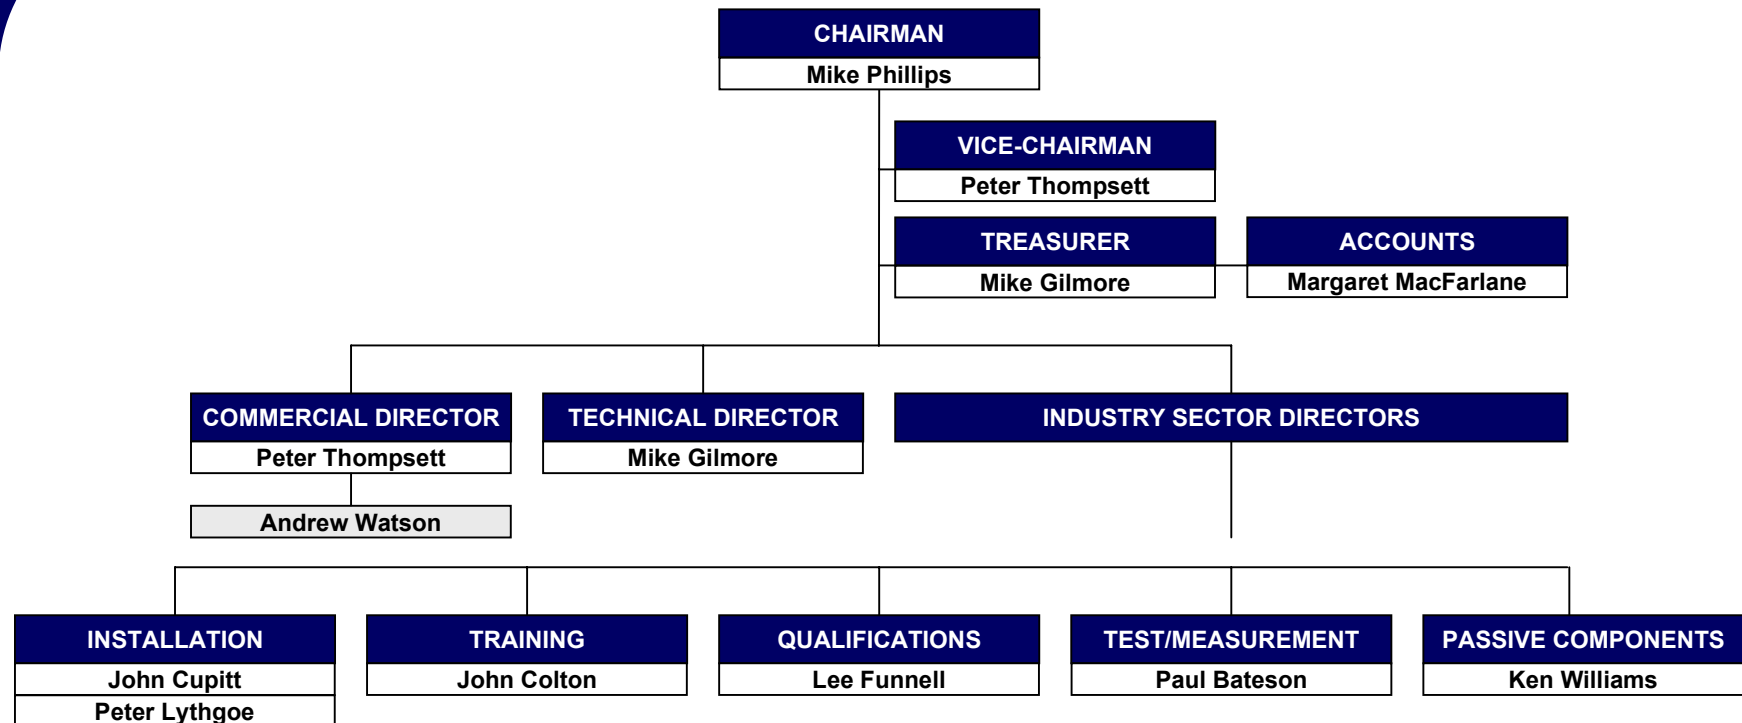 CHAIRMAN
Mike Phillips
VICE-CHAIRMAN
Peter Thompsett
TREASURER
Mike Gilmore
ACCOUNTS
Margaret MacFarlane
COMMERCIAL DIRECTOR
Peter Thompsett
Andrew Watson
TECHNICAL DIRECTOR
Mike Gilmore
INDUSTRY SECTOR DIRECTORS
INSTALLATION
John Cupitt
Peter Lythgoe
TRAINING
John Colton
QUALIFICATIONS
Lee Funnell
TEST/MEASUREMENT
Paul Bateson
PASSIVE COMPONENTS
Ken Williams